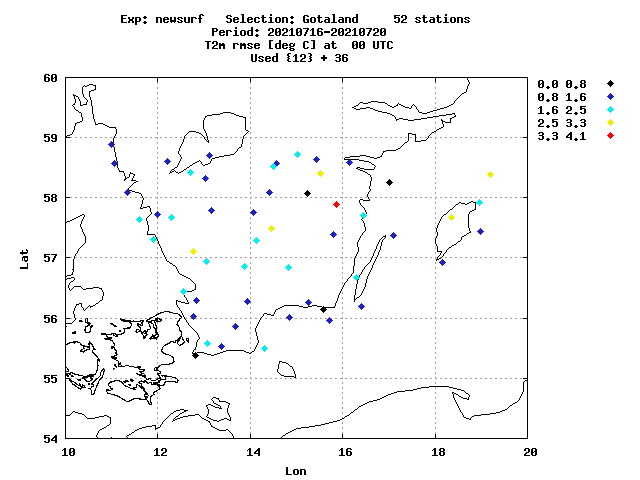 Exp: newsurf   Selection: Gotaland     52 stations
Period: 20210716-20210720
T2m rmse [deg C] at  00 UTC
Used {12} + 36
60
59
58
57
56
55
54
Lat
10 12 14 16 18 20
Lon
0.0 0.8
0.8 1.6
1.6 2.5
2.5 3.3
3.3 4.1